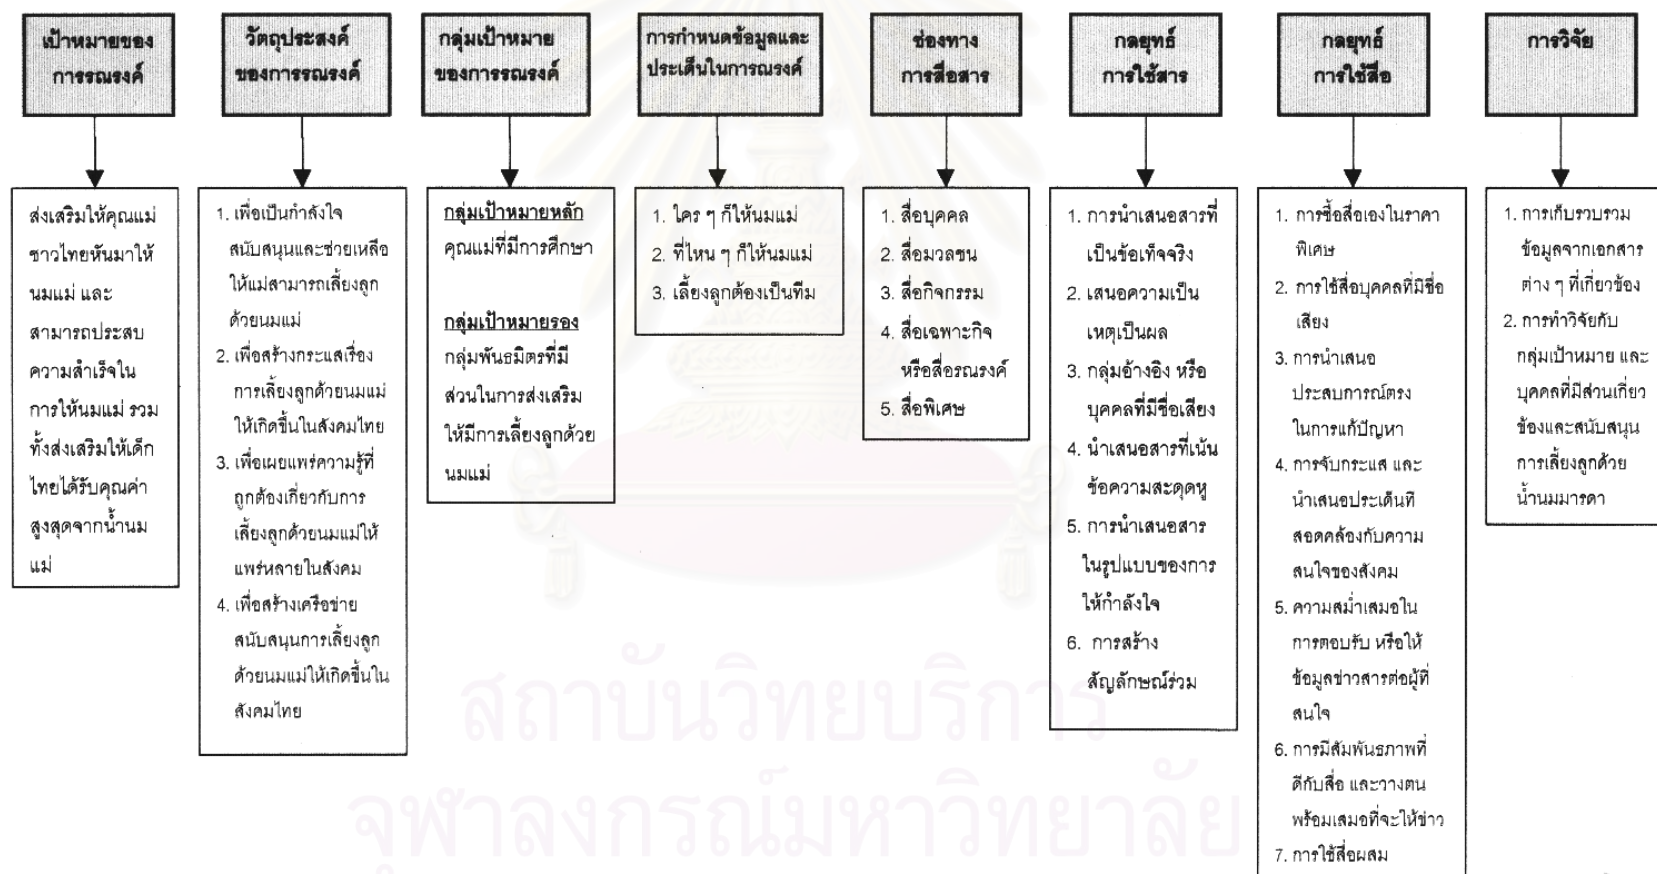 เป้าหมายของ
การรณรงค์
ส่งเสริมให้คุณแม่
ชาวไทยหันมาให้
นมแม่ และ
สามารถประสบ
ความสำเร็จใน
การให้นมแม่ รวม
ทั้งส่งเสริมให้เด็ก
ไทยได้รับคุณค่า
สูงสุดจากน้ำนม
แม่
วัตถุประสงค์
ของการรณรงค์
1. เพื่อเป็นกำลังใจ
สนับสนุนและช่วยเหลือ
ให้แม่สามารถเลี้ยงลูก
ด้วยนมแม่
2. เพื่อสร้างกระแสเรื่อง
การเลี้ยงลูกด้วยนมแม่
ให้เกิดขึ้นในสังคมไทย
3. เพื่อเผยแพร่ความรู้ที่
ถูกต้องเกี่ยวกับการ
เลี้ยงลูกด้วยนมแม่ให้
แพร่หลายในสังคม
4. เพื่อสร้างเครือข่าย
สนับสนุนการเลี้ยงลูก
ด้วยนมแม่ให้เกิดขึ้นใน
สังคมไทย
กลุ่มเป้าหมาย
ของการรณรงค์
กลุ่มเป้าหมายหลัก
คุณแม่ที่มีการศึกษา
กลุ่มเป้าหมายรอง
กลุ่มพันธมิตรที่มี
ส่วนในการส่งเสริม
ให้มีการเลี้ยงลูกด้วย
นมแม่
การกำหนดข้อมูลและ
ประเด็นในการณรงค์
1. ใคร ๆ ก็ให้นมแม่
2. ที่ไหน ๆ ก็ให้นมแม่
3. เลี้ยงลูกต้องเป็นทีม
ช่องทาง
การสื่อสาร
1. สื่อบุคคล
2. สื่อมวลชน
3. สื่อกิจกรรม
4. สื่อเฉพาะกิจ
หรือสื่อรณรงค์
5. สื่อพิเศษ
กลยุทธ์
การใช้สาร
1. การนำเสนอสารที่
เป็นข้อเท็จจริง
2. เสนอความเป็น
เหตุเป็นผล
3. กลุ่มอ้างอิง หรือ
บุคคลที่มีชื่อเสียง
4. นำเสนอสารที่เน้น
ข้อความสะดุดหู
5. การนำเสนอสาร
ในรูปแบบของการ
ให้กำลังใจ
6. การสร้าง
สัญลักษณ์ร่วม
กลยุทธ์
การใช้สื่อ
1. การซื้อสื่อเองในราคา
พิเศษ
2. การใช้สื่อบุคคลที่มีชื่อ
เสียง
3. การนำเสนอ
ประสบการณ์ตรง
ในการแก้ปัญหา
4. การจับกระแส และ
นำเสนอประเด็นที่
สอดคล้องกับความ
สนใจของสังคม
5. ความสม่ำเสมอใน
การตอบรับ หรือให้
ข้อมูลข่าวสารต่อผู้ที่
สนใจ
6. การมีสัมพันธภาพที่
ดีกับสื่อ และวางตน
พร้อมเสมอที่จะให้ข่าว
7. การใช้สื่อผสม
การวิจัย
1. การเก็บรวบรวม
ข้อมูลจากเอกสาร
ต่าง ๆ ที่เกี่ยวข้อง
2. การทำวิจัยกับ
กลุ่มเป้าหมาย และ
บุคคลที่มีส่วนเกี่ยว
ข้องและสนับสนุน
การเลี้ยงลูกด้วย
น้ำนมมารดา
สถาบันวิทยบริการ
จุฬาลงกรณ์มหาวิทยาลัย